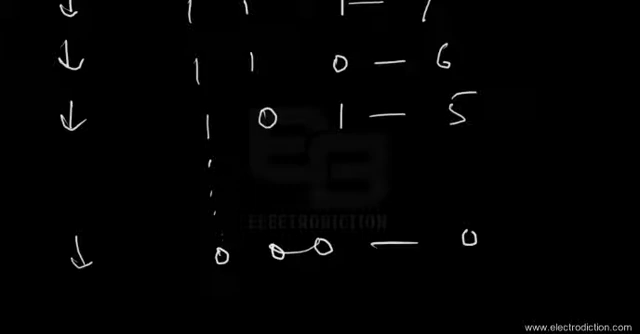 ↓ 1 1 1 — 7
↓ 1 1 0 — 6
↓ 1 0 1 — 5
ELECTRODICTION
↓ 0 0 0 — 0
www.electrodiction.com